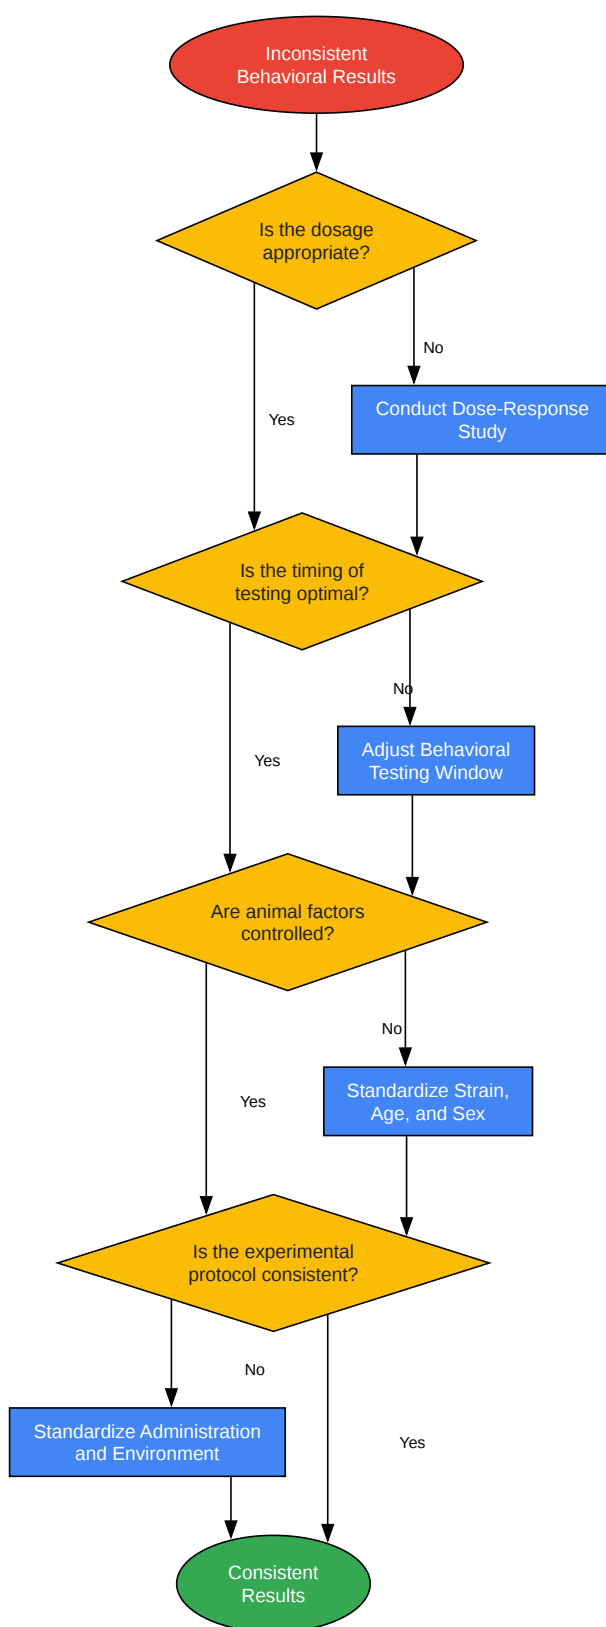 Inconsistent
Behavioral Results
Is the dosage
appropriate?
No
Conduct Dose-Response
Study
Yes
Is the timing of
testing optimal?
No
Adjust Behavioral
Testing Window
Yes
Are animal factors
controlled?
No
Standardize Strain,
Age, and Sex
Yes
Is the experimental
protocol consistent?
No
Standardize Administration
and Environment
Yes
Consistent
Results